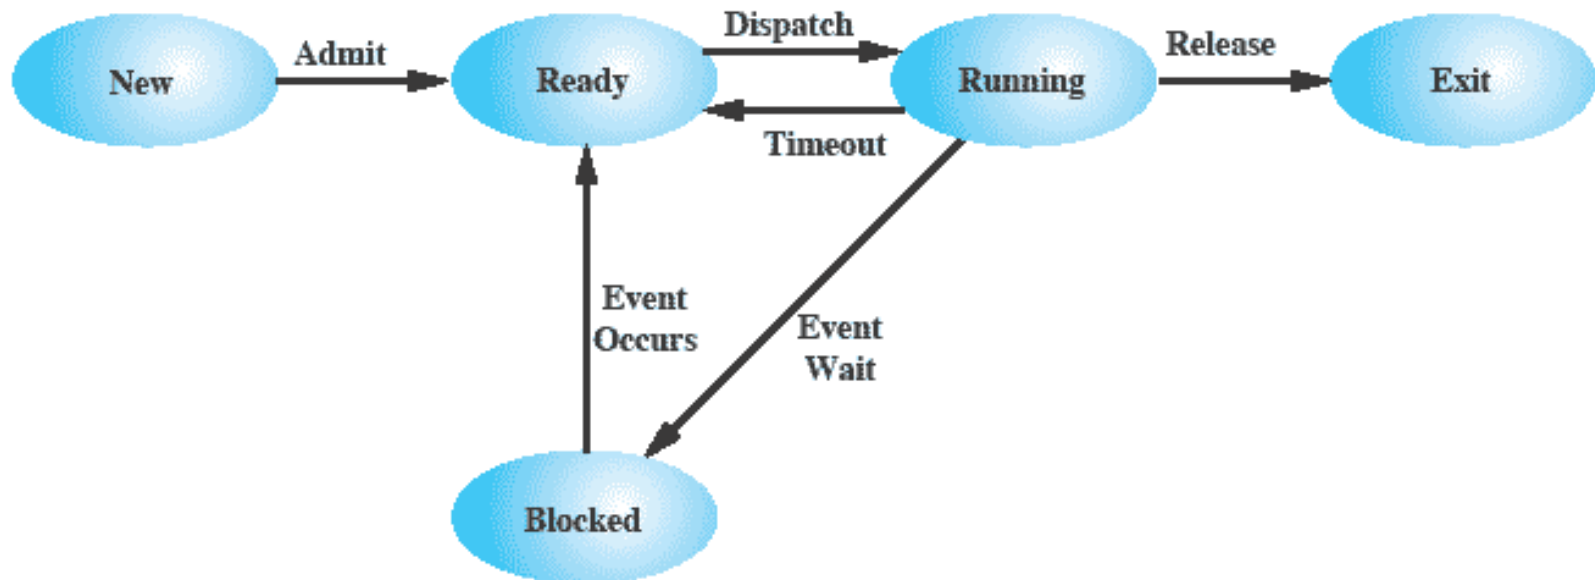 Dispatch
Admit
Release
New
Ready
Running
Exit
Timeout
Event
Occurs
Event
Wait
Blocked